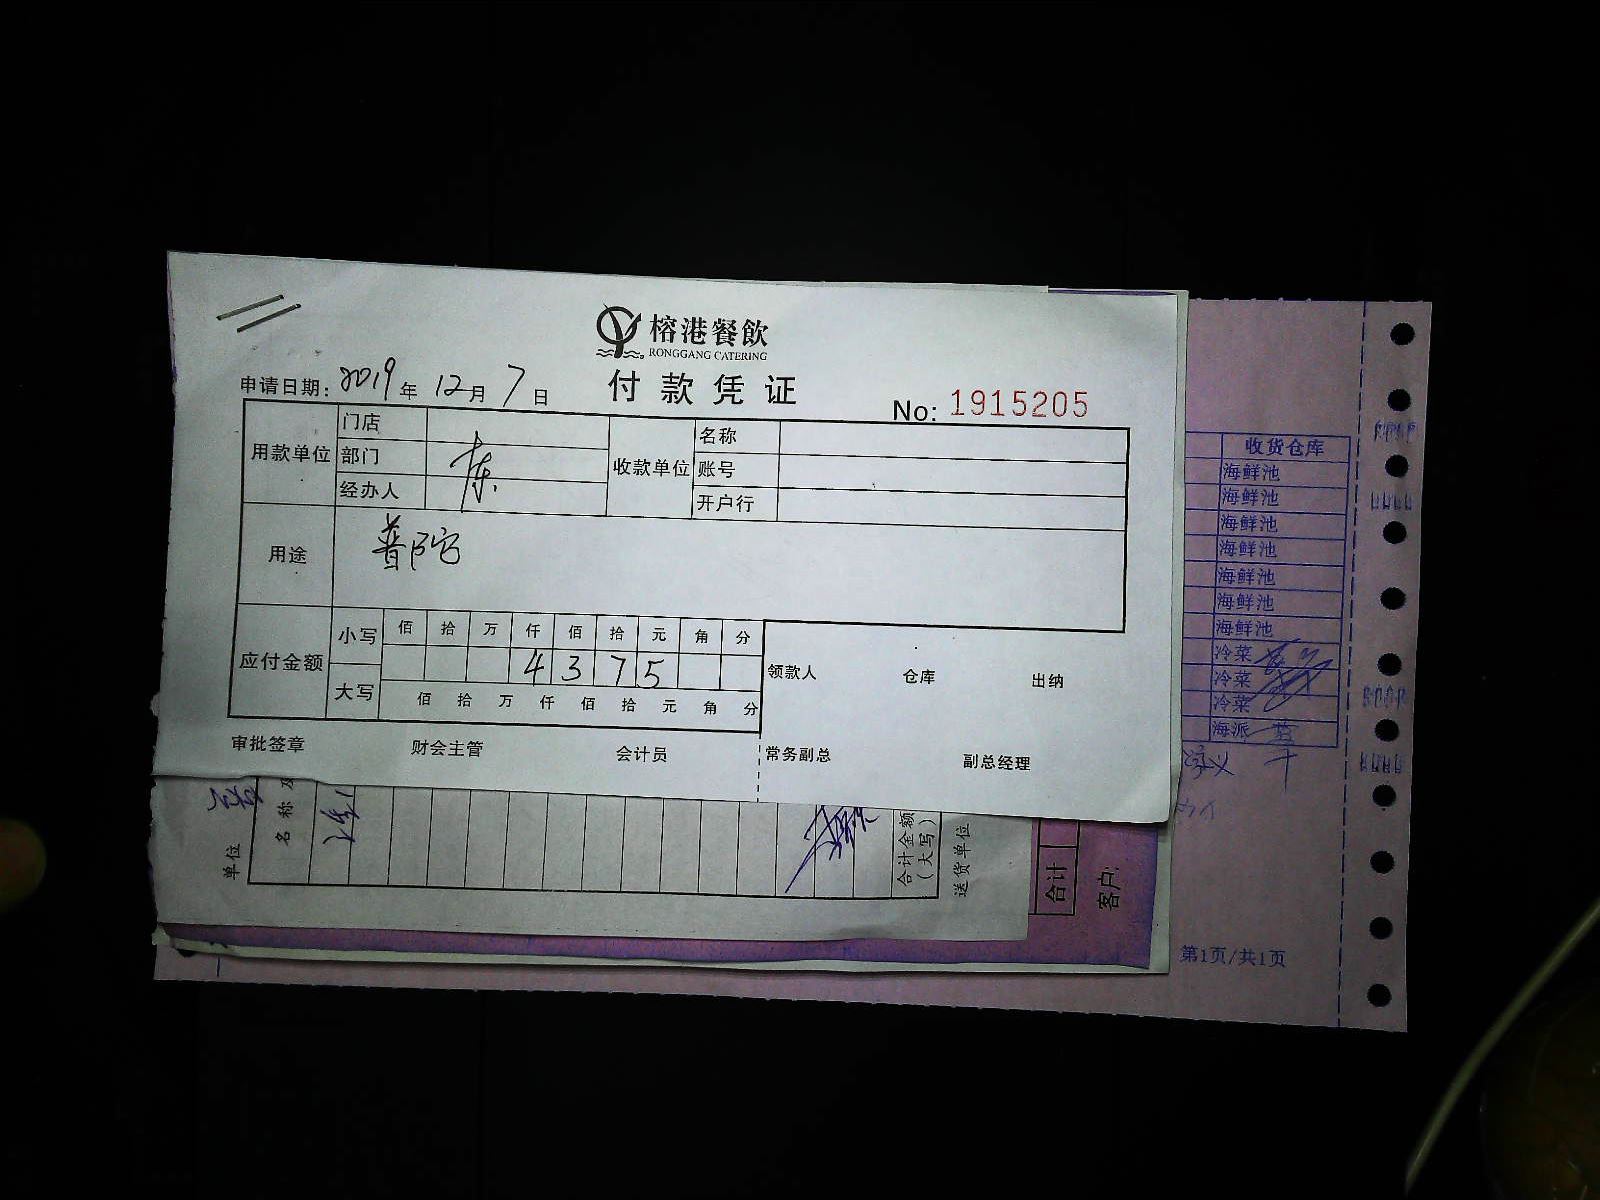 榕港餐飲
RONGGANG CATERING
付款凭证
申请日期: 2019 年 12 月 7 日
No: 1915205
用款单位 门店 收款单位 名称
部门 账号
经办人 开户行
用途
应付金额 小写 佰 拾 万 仟 佰 拾 元 角 分
4 3 7 5
大写 佰 拾 万 仟 佰 拾 元 角 分
领款人 仓库 出纳
审批签章 财会主管 会计员 常务副总 副总经理
收货仓库
海鲜池
海鲜池
海鲜池
海鲜池
海鲜池
海鲜池
海鲜池
冷菜
冷菜
冷菜
海派
第1页/共1页
单位
名称及
合计金额
(大写)
送货单位
合计
客户: